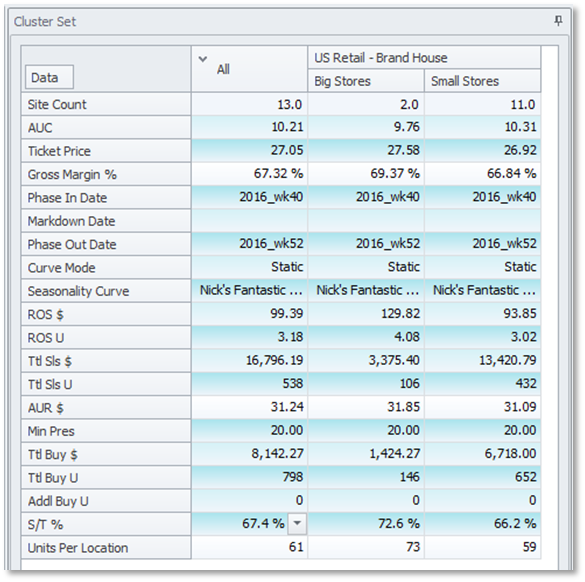 Cluster Set
Data All US Retail - Brand House
Big Stores Small Stores
Site Count 13.0 2.0 11.0
AUC 10.21 9.76 10.31
Ticket Price 27.05 27.58 26.92
Gross Margin % 67.32 % 69.37 % 66.84 %
Phase In Date 2016_wk40 2016_wk40 2016_wk40
Markdown Date
Phase Out Date 2016_wk52 2016_wk52 2016_wk52
Curve Mode Static Static Static
Seasonality Curve Nick's Fantastic ... Nick's Fantastic ... Nick's Fantastic ...
ROS $ 99.39 129.82 93.85
ROS U 3.18 4.08 3.02
Ttl Sls $ 16,796.19 3,375.40 13,420.79
Ttl Sls U 538 106 432
AUR $ 31.24 31.85 31.09
Min Pres 20.00 20.00 20.00
Ttl Buy $ 8,142.27 1,424.27 6,718.00
Ttl Buy U 798 146 652
Addl Buy U 0 0 0
S/T % 67.4 % 72.6 % 66.2 %
Units Per Location 61 73 59